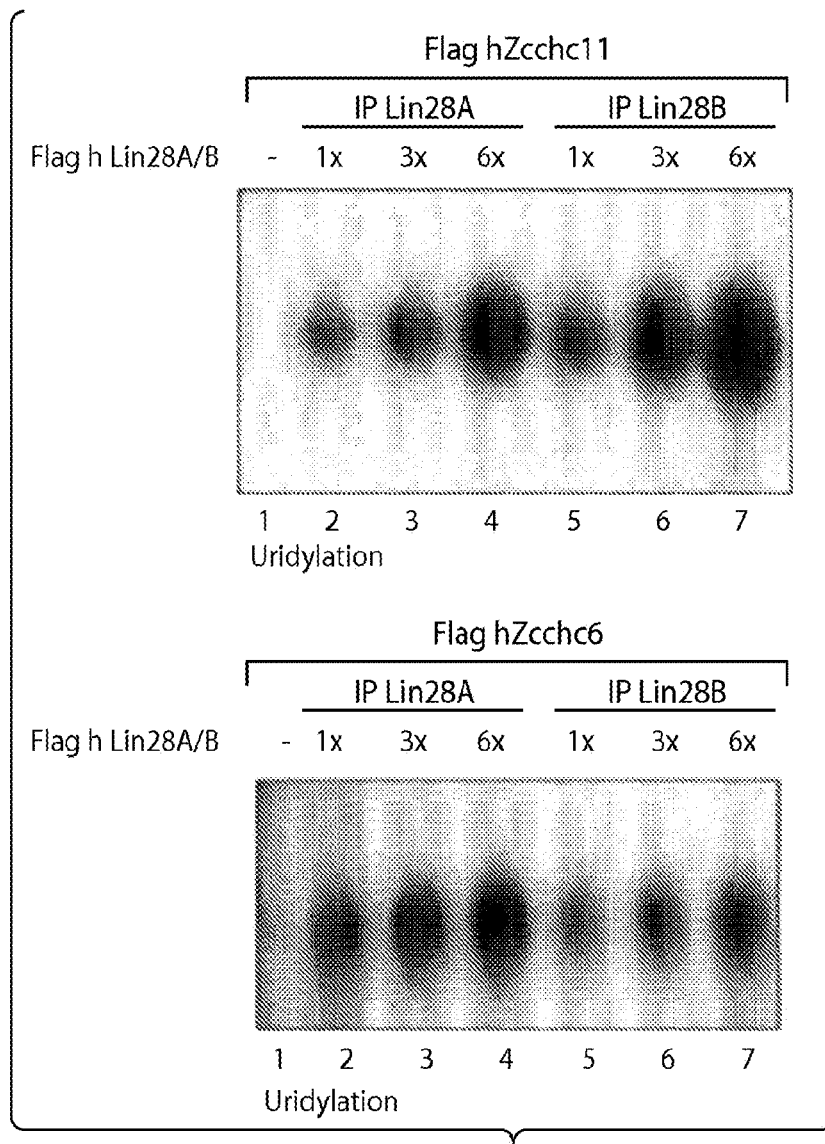 Flag hZcchc11
IP Lin28A IP Lin28B
Flag h Lin28A/B - 1x 3x 6x 1x 3x 6x
1 2 3 4 5 6 7
Uridylation
Flag hZcchc6
IP Lin28A IP Lin28B
Flag h Lin28A/B - 1x 3x 6x 1x 3x 6x
1 2 3 4 5 6 7
Uridylation